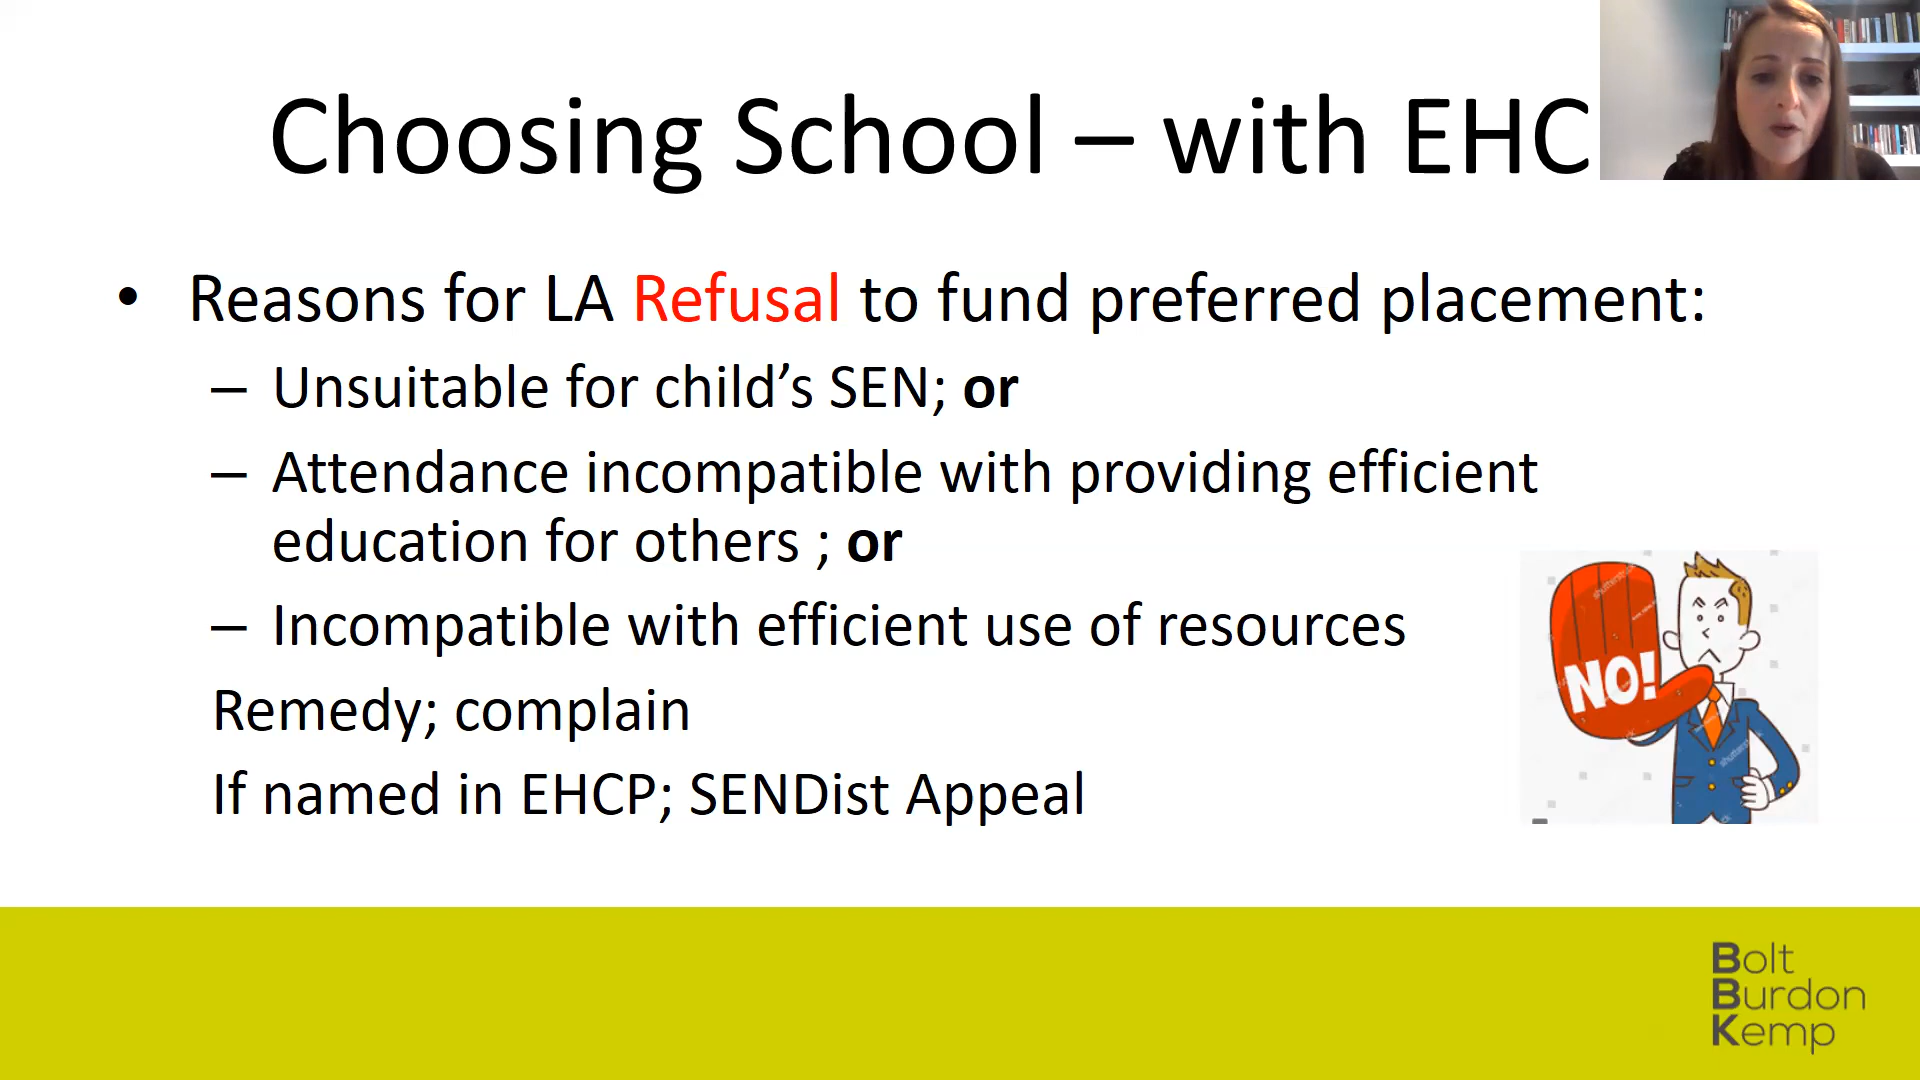 Choosing School – with EHC
• Reasons for LA Refusal to fund preferred placement:
– Unsuitable for child’s SEN; or
– Attendance incompatible with providing efficient
education for others ; or
– Incompatible with efficient use of resources
Remedy; complain
If named in EHCP; SENDist Appeal
NO!
Bolt
Burdon
Kemp